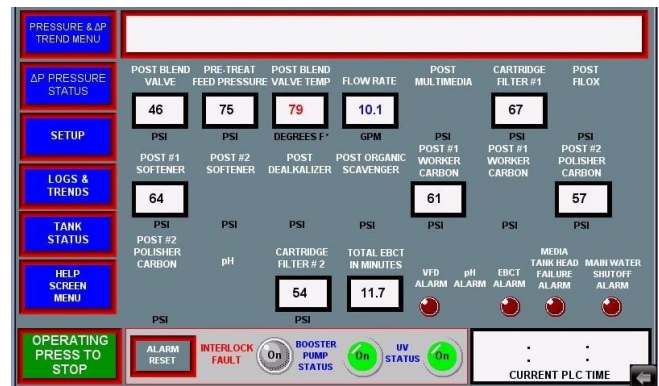 PRESSURE & ΔP
TREND MENU
ΔP PRESSURE
STATUS
SETUP
LOGS &
TRENDS
TANK
STATUS
HELP
SCREEN
MENU
OPERATING
PRESS TO
STOP
POST BLEND
VALVE
46
PSI
PRE-TREAT
FEED PRESSURE
75
PSI
POST BLEND
VALVE TEMP
79
DEGREES F°
FLOW RATE
10.1
GPM
POST
MULTIMEDIA
PSI
CARTRIDGE
FILTER #1
67
PSI
POST
FILOX
PSI
POST #1
SOFTENER
64
PSI
POST #2
SOFTENER
PSI
POST
DEALKALIZER
PSI
POST ORGANIC
SCAVENGER
PSI
POST #1
WORKER
CARBON
61
PSI
POST #1
WORKER
CARBON
PSI
POST #2
POLISHER
CARBON
57
PSI
POST #2
POLISHER
CARBON
PSI
pH
CARTRIDGE
FILTER # 2
54
PSI
TOTAL EBCT
IN MINUTES
11.7
VFD
ALARM
pH
ALARM
EBCT
ALARM
MEDIA
TANK HEAD
FAILURE
ALARM
MAIN WATER
SHUTOFF
ALARM
ALARM
RESET
INTERLOCK
FAULT
On
BOOSTER
PUMP
STATUS
On
UV
STATUS
On
: :
: :
CURRENT PLC TIME